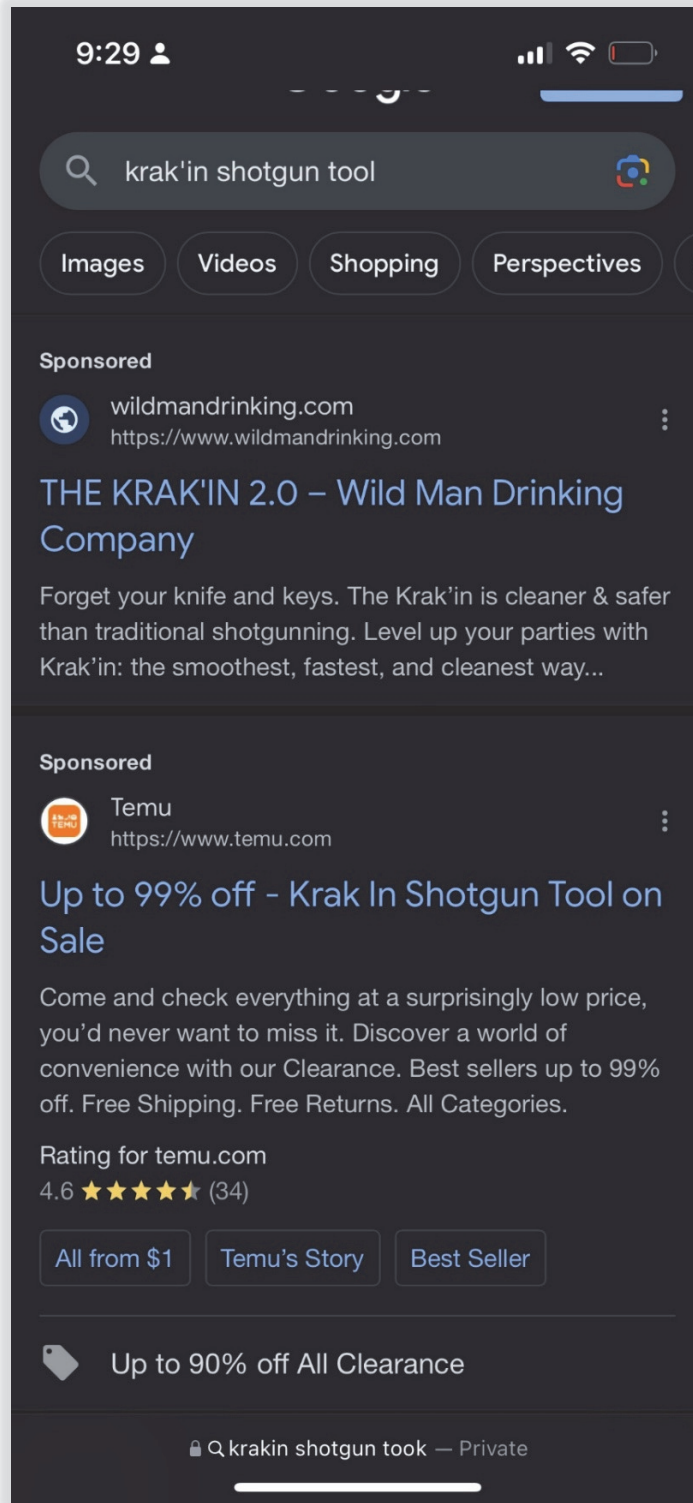 9:29
krak'in shotgun tool
Images Videos Shopping Perspectives
Sponsored
wildmandrinking.com
https://www.wildmandrinking.com
THE KRAK'IN 2.0 – Wild Man Drinking
Company
Forget your knife and keys. The Krak’in is cleaner & safer
than traditional shotgunning. Level up your parties with
Krak’in: the smoothest, fastest, and cleanest way...
Sponsored
TEMU
Temu
https://www.temu.com
Up to 99% off - Krak In Shotgun Tool on
Sale
Come and check everything at a surprisingly low price,
you’d never want to miss it. Discover a world of
convenience with our Clearance. Best sellers up to 99%
off. Free Shipping. Free Returns. All Categories.
Rating for temu.com
4.6 (34)
All from $1 Temu’s Story Best Seller
Up to 90% off All Clearance
krakin shotgun took — Private